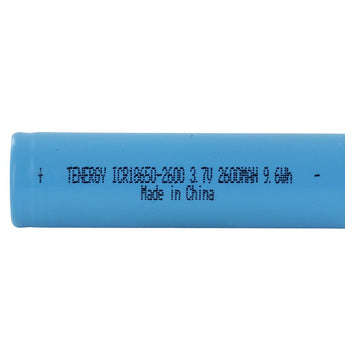 + TENERGY ICR18650-2600 3.7V 2600MAH 9.6Wh -
Made in China